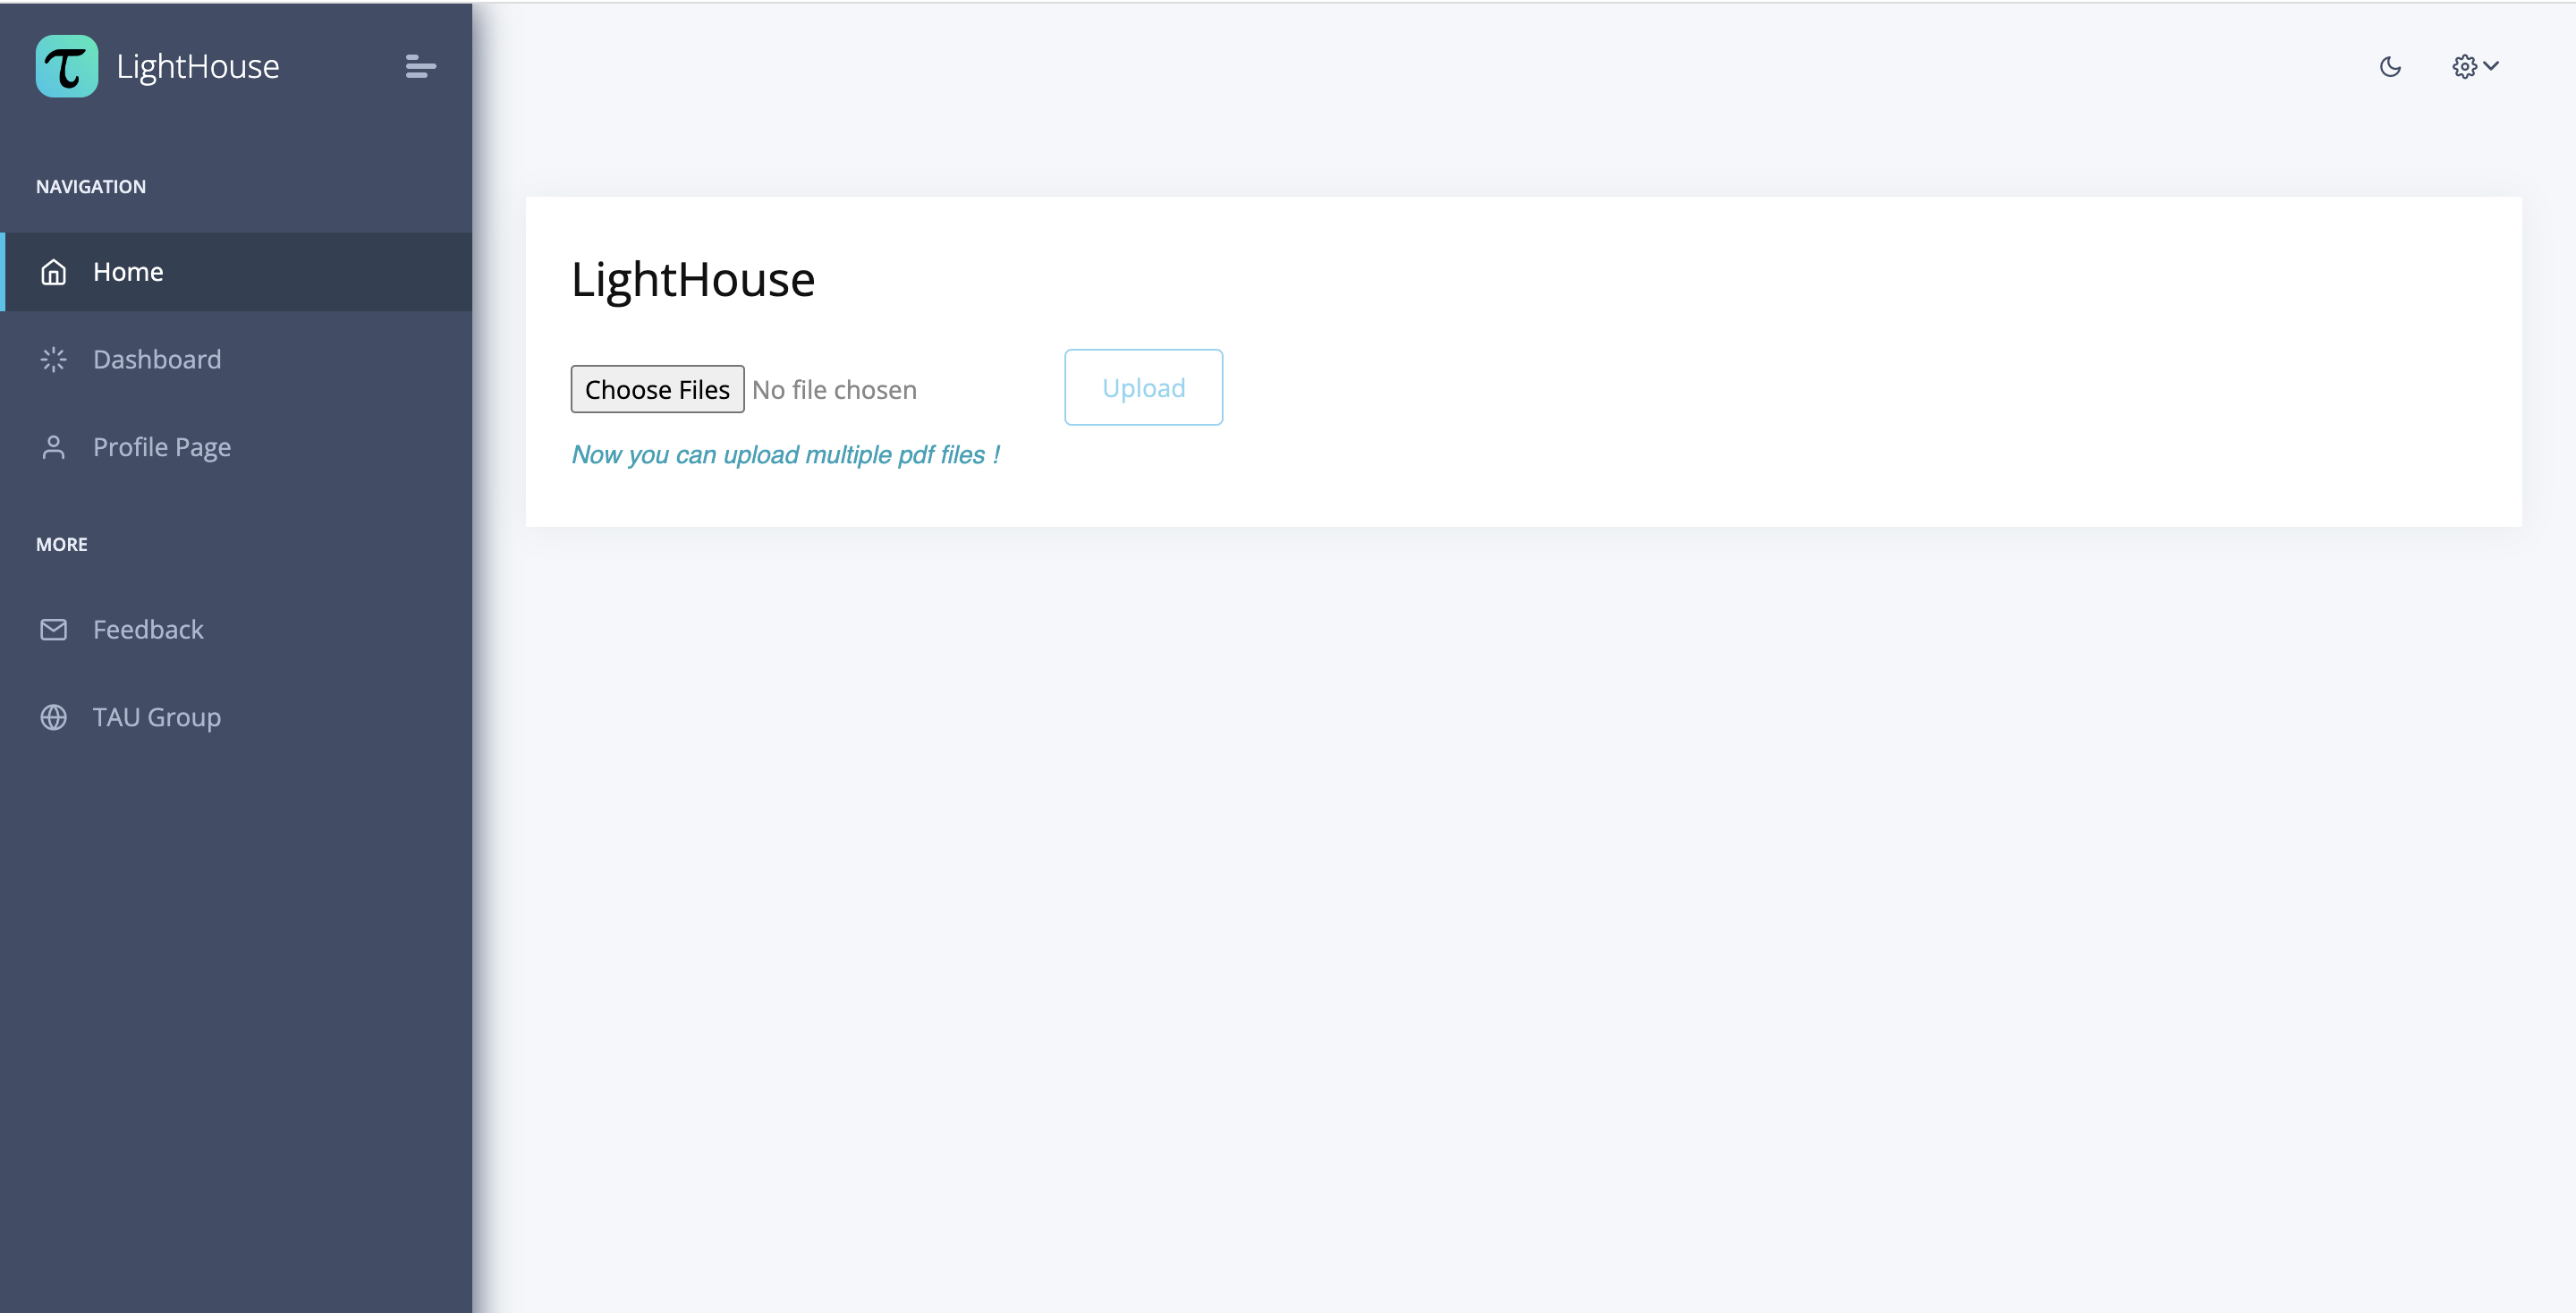 τ LightHouse
NAVIGATION
Home
Dashboard
Profile Page
MORE
Feedback
TAU Group
LightHouse
Choose Files No file chosen
Upload
Now you can upload multiple pdf files !